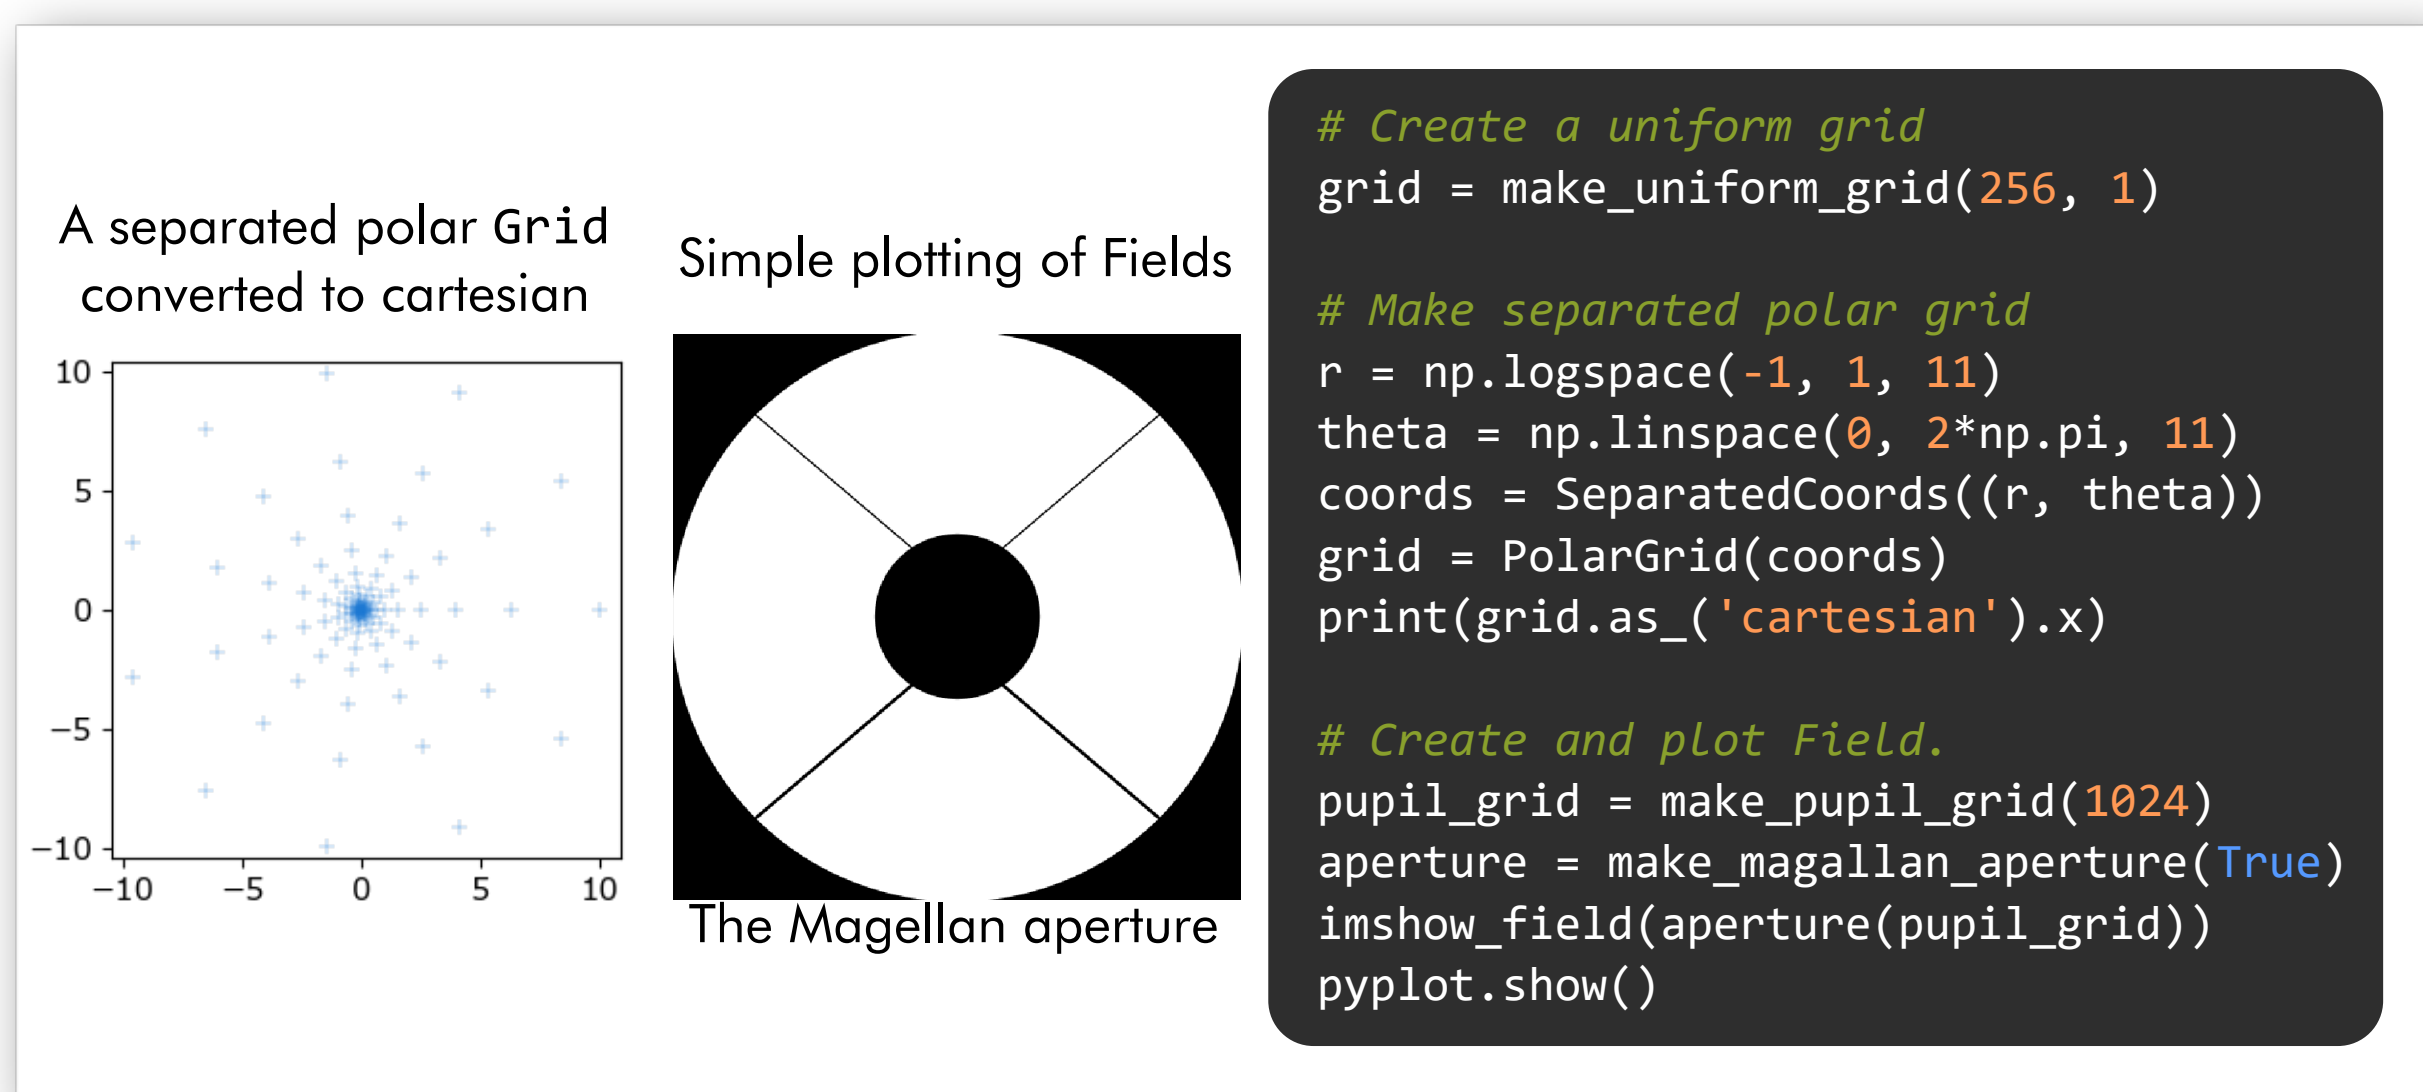 A separated polar Grid
converted to cartesian
10
5
0
−5
−10
−10 −5 0 5 10
Simple plotting of Fields
The Magellan aperture
# Create a uniform grid
grid = make_uniform_grid(256, 1)
# Make separated polar grid
r = np.logspace(-1, 1, 11)
theta = np.linspace(0, 2*np.pi, 11)
coords = SeparatedCoords((r, theta))
grid = PolarGrid(coords)
print(grid.as_('cartesian').x)
# Create and plot Field.
pupil_grid = make_pupil_grid(1024)
aperture = make_magallan_aperture(True)
imshow_field(aperture(pupil_grid))
pyplot.show()